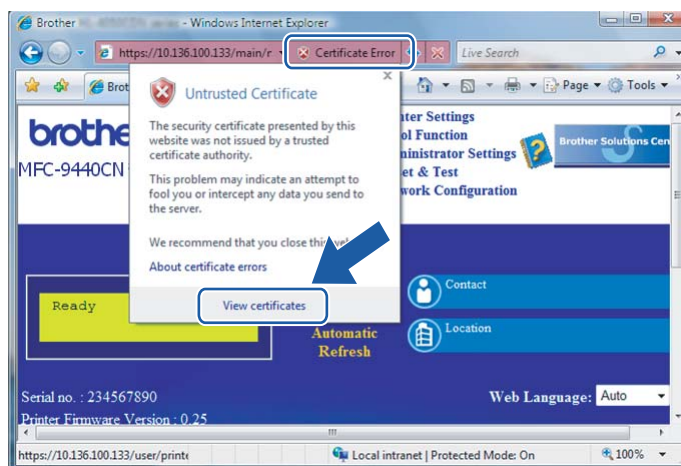 Brother - Windows Internet Explorer
https://10.136.100.133/main/r
Certificate Error
Live Search
Brot
Page
Tools
Untrusted Certificate
The security certificate presented by this
website was not issued by a trusted
certificate authority.
This problem may indicate an attempt to
fool you or intercept any data you send to
the server.
We recommend that you close this
About certificate errors
View certificates
brothe
MFC-9440CN
nter Settings
ol Function
ministrator Settings
et & Test
work Configuration
Brother Solutions Cen
Ready
Automatic
Refresh
Contact
Location
Serial no. : 234567890
Web Language: Auto
Printer Firmware Version : 0.25
https://10.136.100.133/user/printe
Local intranet | Protected Mode: On
100%